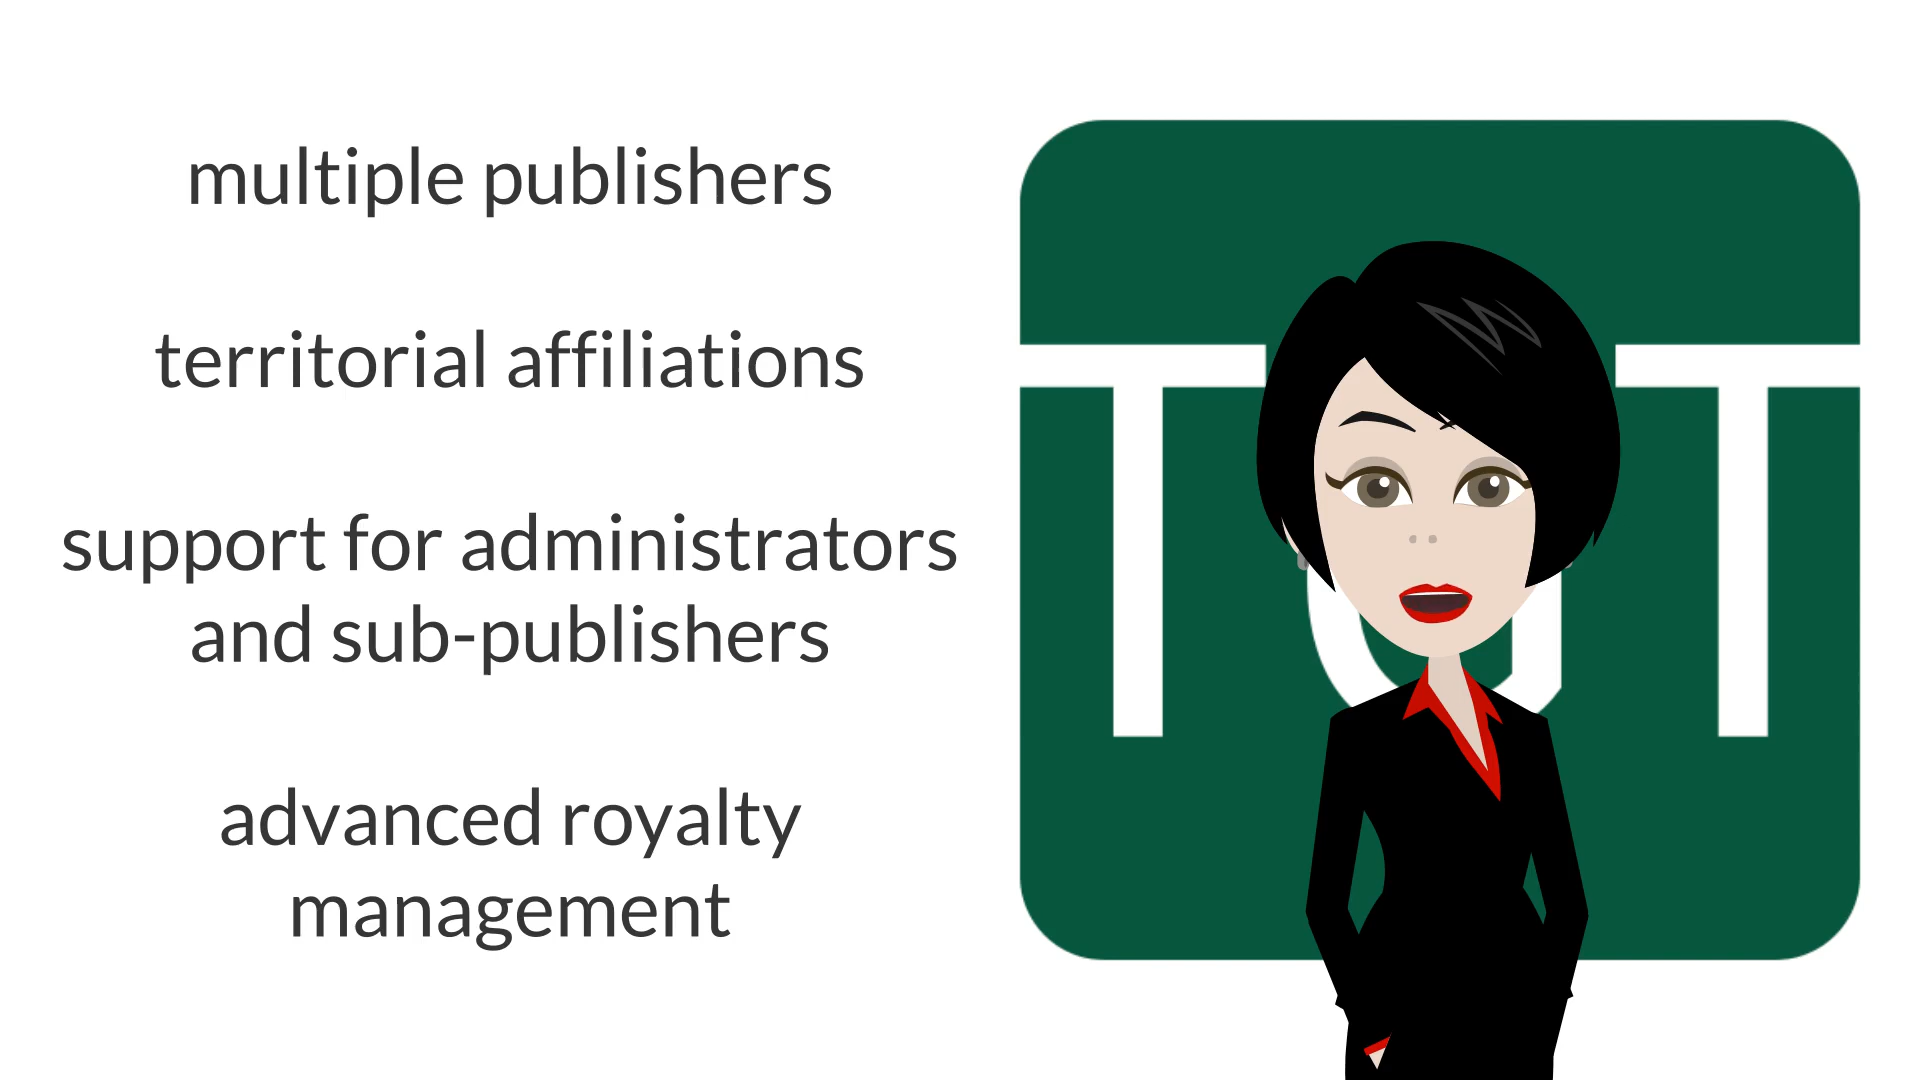 multiple publishers
territorial affiliations
support for administrators
and sub-publishers
advanced royalty
management